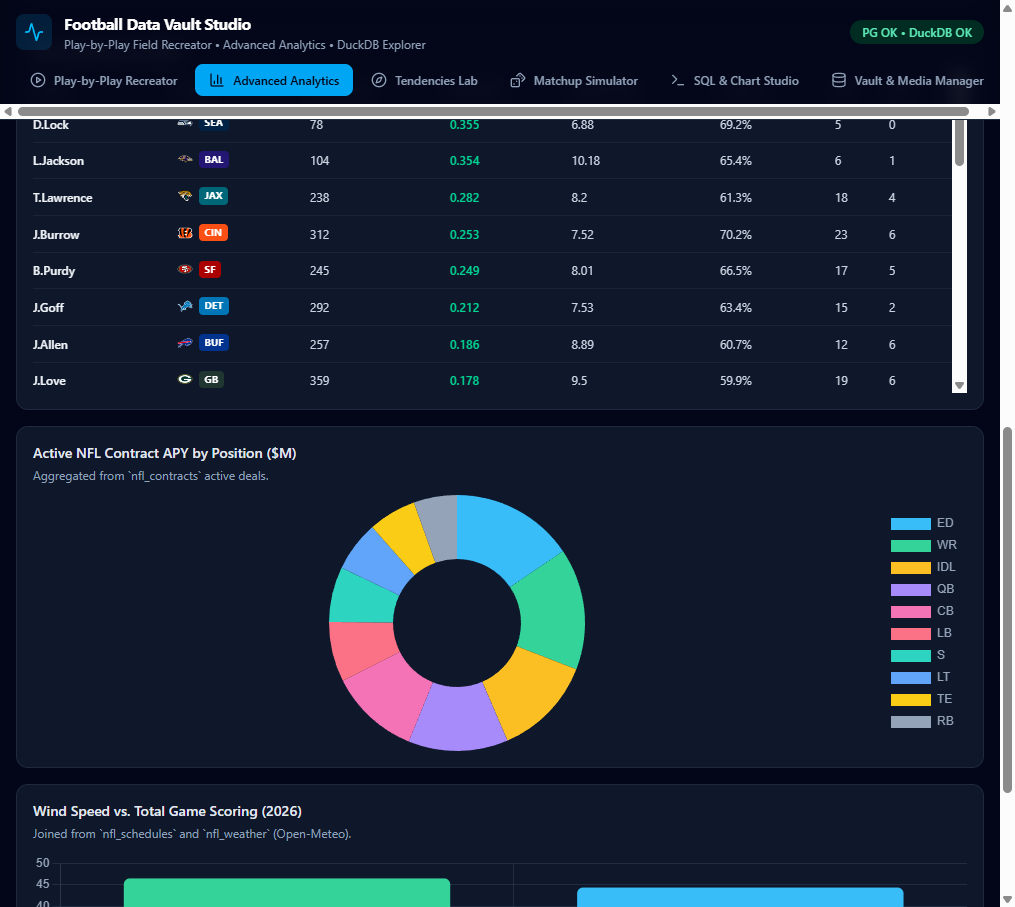 Football Data Vault Studio
Play-by-Play Field Recreator • Advanced Analytics • DuckDB Explorer
PG OK • DuckDB OK
Play-by-Play Recreator Advanced Analytics Tendencies Lab Matchup Simulator SQL & Chart Studio Vault & Media Manager
D.Lock SEA 78 0.355 6.88 69.2% 5 0
L.Jackson BAL 104 0.354 10.18 65.4% 6 1
T.Lawrence JAX 238 0.282 8.2 61.3% 18 4
J.Burrow CIN 312 0.253 7.52 70.2% 23 6
B.Purdy SF 245 0.249 8.01 66.5% 17 5
J.Goff DET 292 0.212 7.53 63.4% 15 2
J.Allen BUF 257 0.186 8.89 60.7% 12 6
J.Love GB 359 0.178 9.5 59.9% 19 6
Active NFL Contract APY by Position ($M)
Aggregated from `nfl_contracts` active deals.
ED
WR
IDL
QB
CB
LB
S
LT
TE
RB
Wind Speed vs. Total Game Scoring (2026)
Joined from `nfl_schedules` and `nfl_weather` (Open-Meteo).
50
45
40